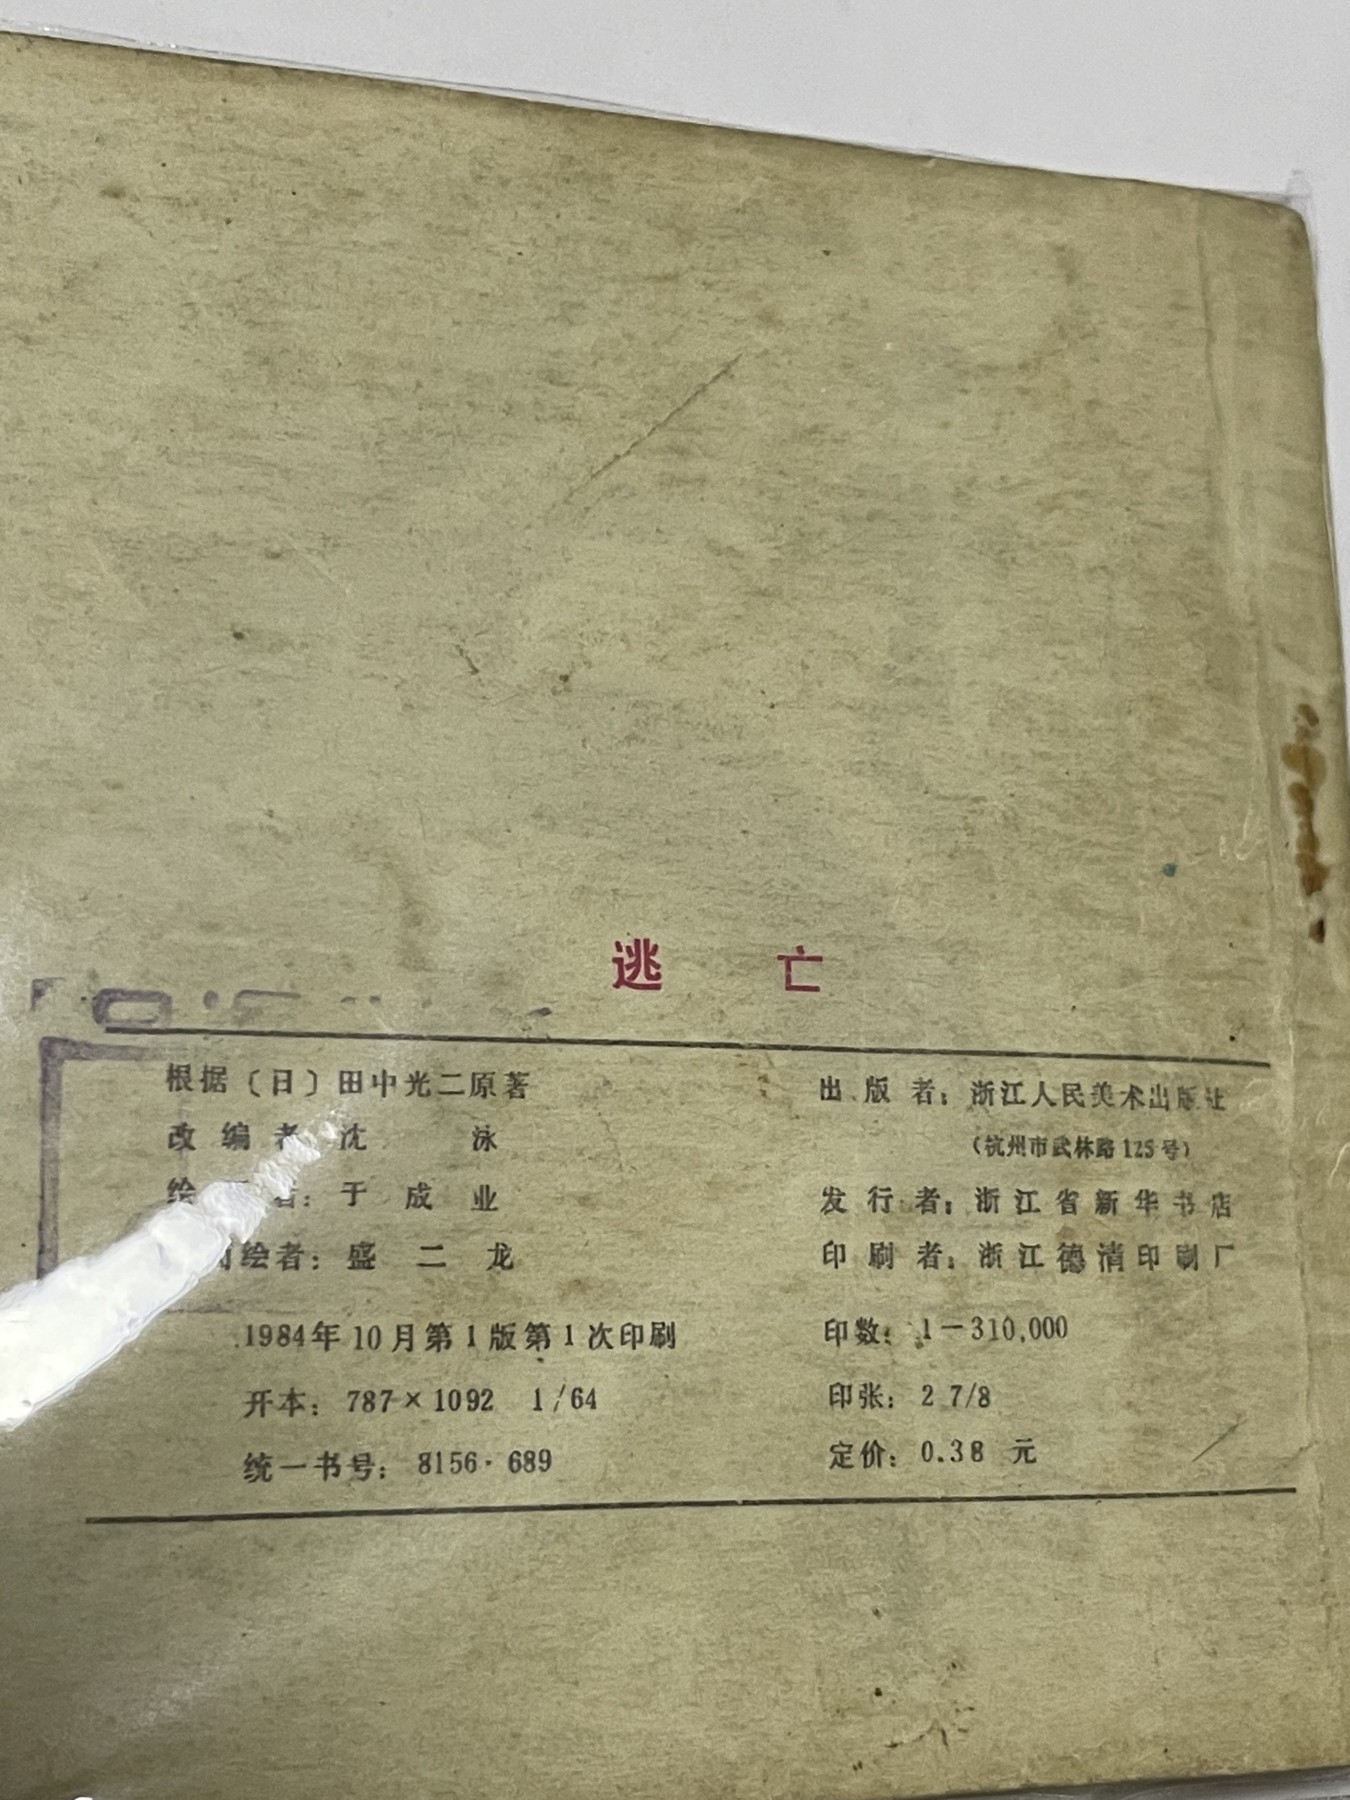 逃亡
根据〔日〕田中光二原著
改编者 沈泳
绘 者：于成业
绘者：盛二龙
1984年10月第1版第1次印刷
开本：787×1092 1/64
统一书号：8156·689
出版者：浙江人民美术出版社
（杭州市武林路125号）
发行者：浙江省新华书店
印刷者：浙江德清印刷厂
印数：1－310,000
印张：2 7/8
定价：0.38 元